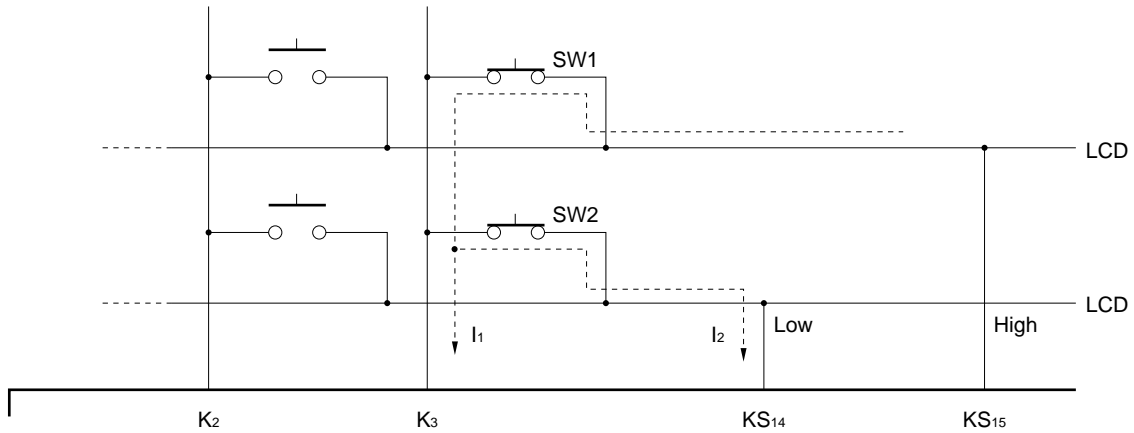 SW1
LCD
SW2
LCD
I1 I2 Low High
K2 K3 KS14 KS15